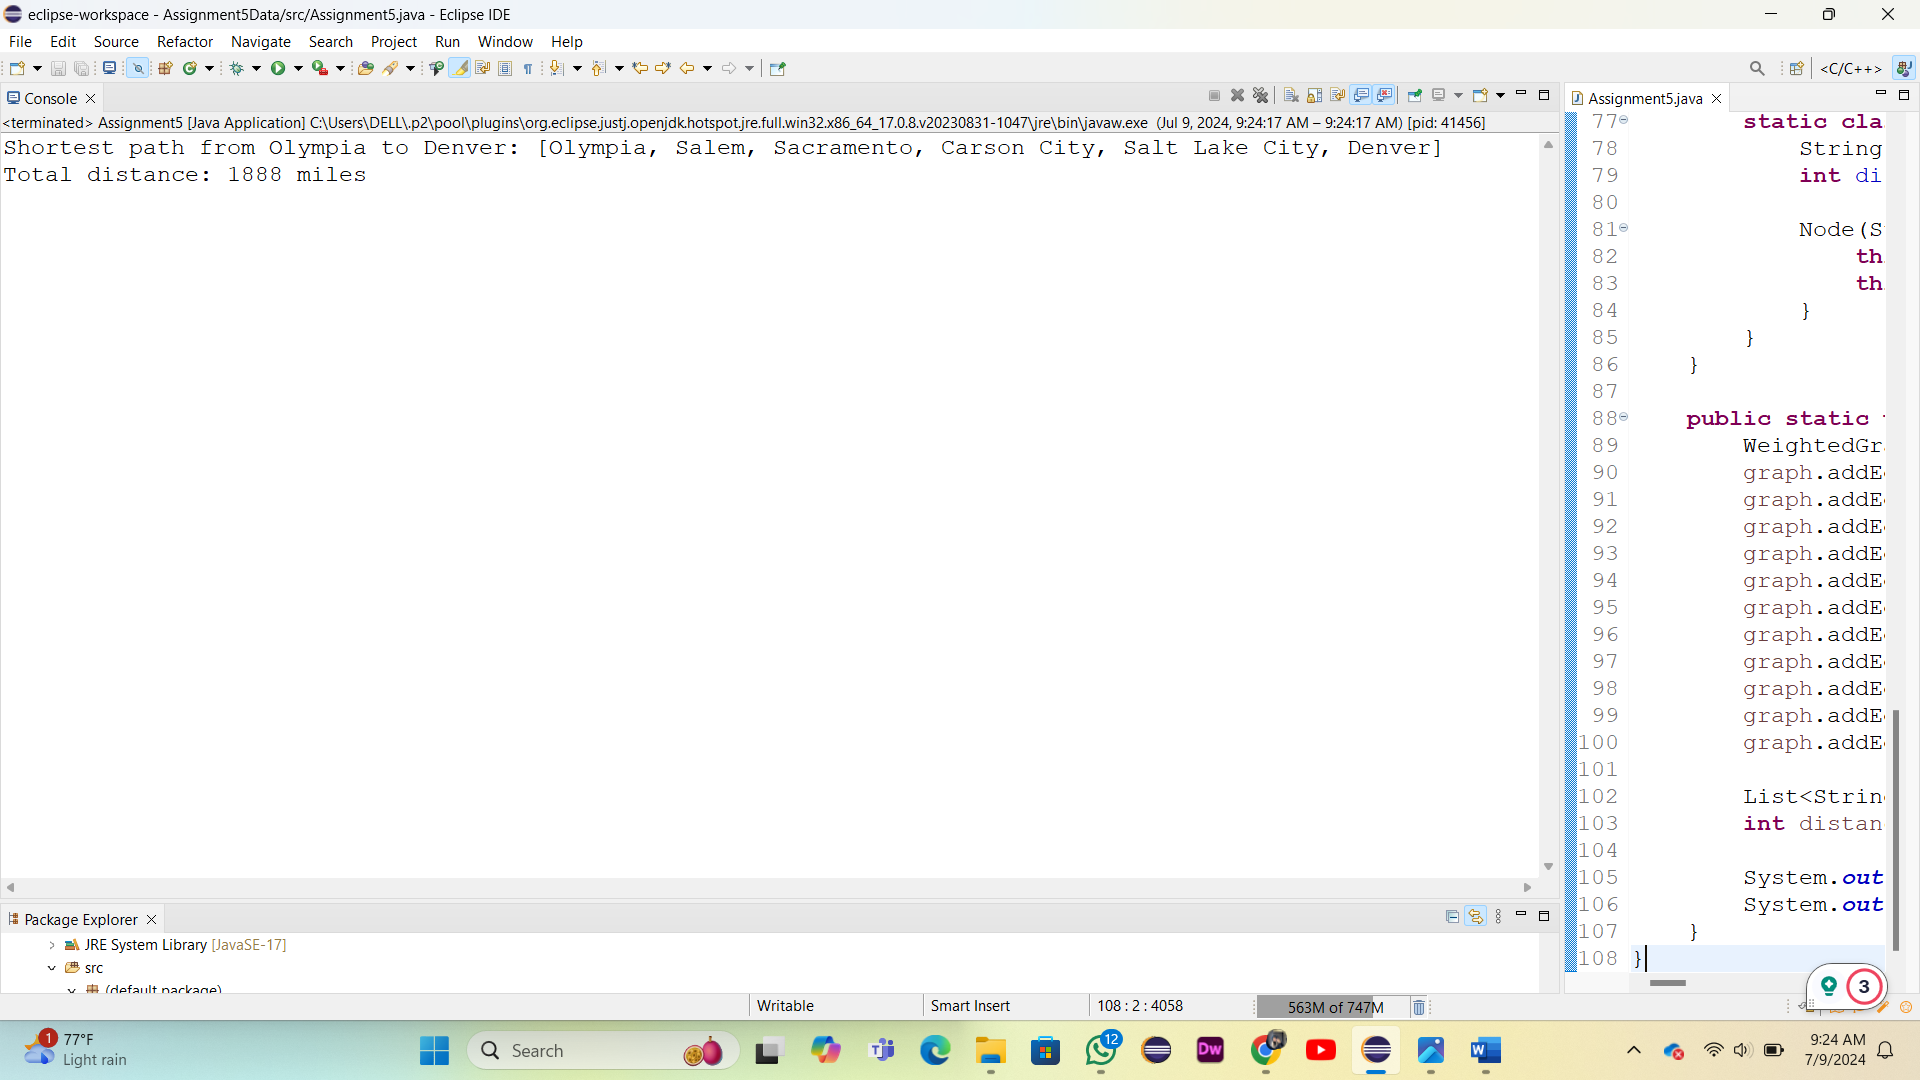 eclipse-workspace - Assignment5Data/src/Assignment5.java - Eclipse IDE
File Edit Source Refactor Navigate Search Project Run Window Help
<C/C++>
Console
<terminated> Assignment5 [Java Application] C:\Users\DELL\.p2\pool\plugins\org.eclipse.justj.openjdk.hotspot.jre.full.win32.x86_64_17.0.8.v20230831-1047\jre\bin\javaw.exe (Jul 9, 2024, 9:24:17 AM – 9:24:17 AM) [pid: 41456]
Shortest path from Olympia to Denver: [Olympia, Salem, Sacramento, Carson City, Salt Lake City, Denver]
Total distance: 1888 miles
Assignment5.java
77 static cla
78 String
79 int di
80
81 Node(S
82 th
83 th
84 }
85 }
86 }
87
88 public static
89 WeightedGr
90 graph.addE
91 graph.addE
92 graph.addE
93 graph.addE
94 graph.addE
95 graph.addE
96 graph.addE
97 graph.addE
98 graph.addE
99 graph.addE
100 graph.addE
101
102 List<Strin
103 int distan
104
105 System.out
106 System.out
107 }
108 }
Package Explorer
JRE System Library [JavaSE-17]
src
(default package)
Writable Smart Insert 108 : 2 : 4058 563M of 747M
3
1
77°F
Light rain
Search
12
Dw
9:24 AM
7/9/2024